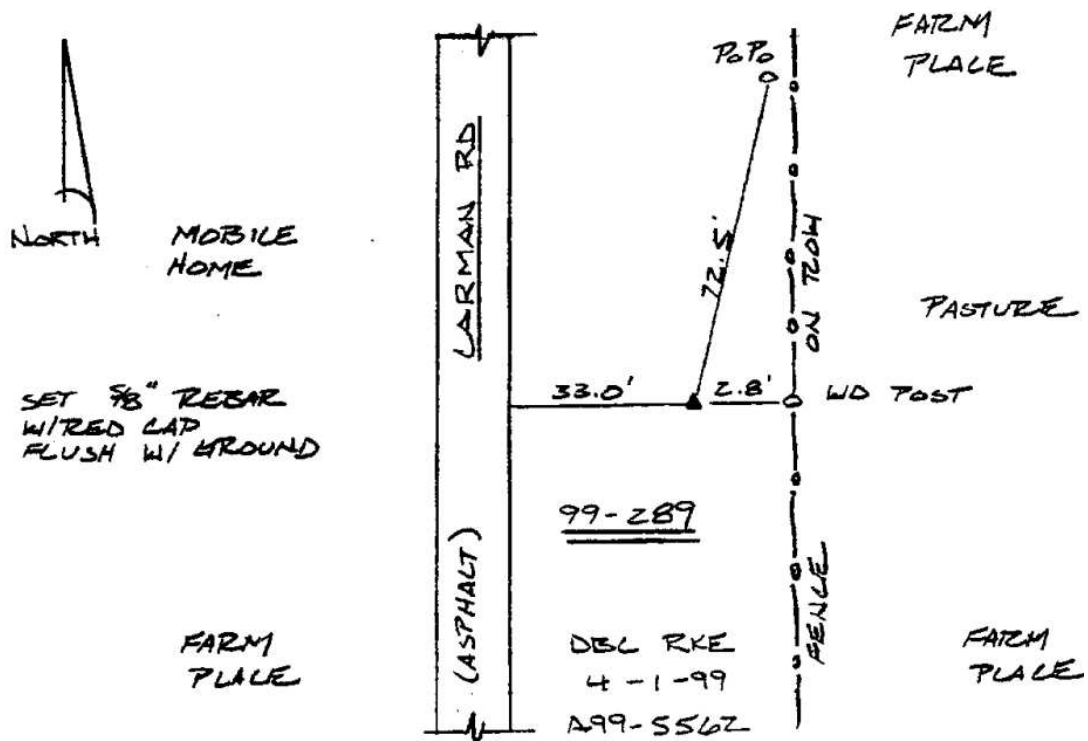 FARM
PLACE
PoPo
NORTH
MOBILE
HOME
LARMAN RD
72.5'
ON ROW
PASTURE
SET 5/8" REBAR
W/RED CAP
FLUSH W/ GROUND
33.0'
2.8'
WD POST
99-289
(ASPHALT)
FENCE
FARM
PLACE
DBC RKE
4-1-99
A99-5562
FARM
PLACE